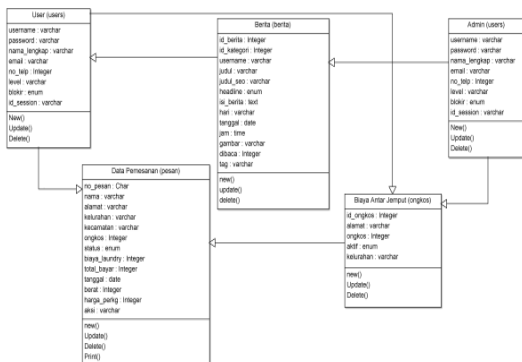 User (users)
username : varchar
password : varchar
nama_lengkap : varchar
email : varchar
no_telp : Integer
level : varchar
blokir : enum
id_session : varchar
New()
Update()
Delete()
Berita (berita)
id_berita : Integer
id_kategori : Integer
username : varchar
judul : varchar
judul_seo : varchar
headline : enum
isi_berita : text
hari : varchar
tanggal : date
jam : time
gambar : varchar
dibaca : Integer
tag : varchar
new()
update()
delete()
Admin (users)
username : varchar
password : varchar
nama_lengkap : varchar
email : varchar
no_telp : Integer
level : varchar
blokir : enum
id_session : varchar
New()
Update()
Delete()
Data Pemesanan (pesan)
no_pesan : Char
nama : varchar
alamat : varchar
kelurahan : varchar
kecamatan : varchar
ongkos : Integer
status : enum
biaya_laundry : Integer
total_bayar : Integer
tanggal : date
berat : Integer
harga_perkg : Integer
aksi : varchar
new()
Update()
Delete()
Print()
Biaya Antar Jemput (ongkos)
id_ongkos : Integer
alamat : varchar
ongkos : Integer
aktif : enum
kelurahan : varchar
new()
Update()
Delete()